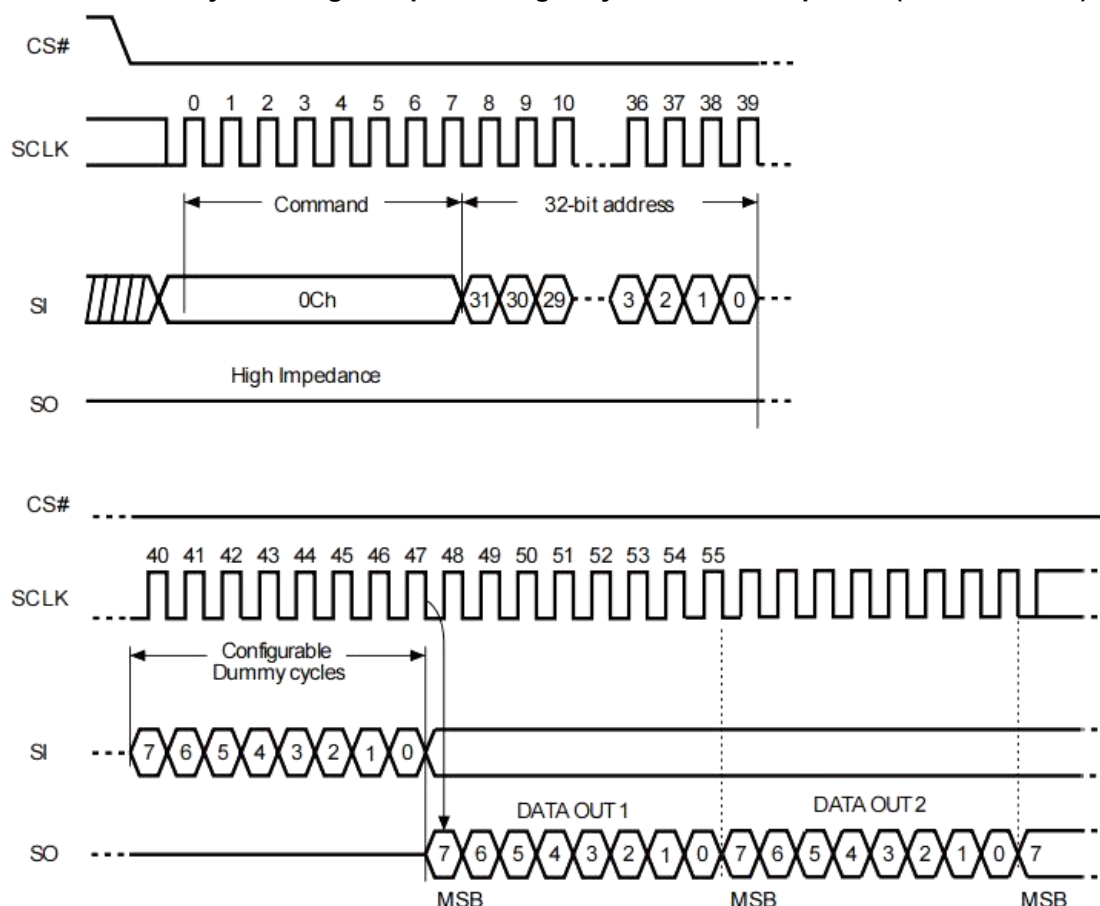 CS#
0 1 2 3 4 5 6 7 8 9 10 36 37 38 39
SCLK
Command 32-bit address
SI 0Ch 31 30 29 3 2 1 0
High Impedance
SO
CS#
40 41 42 43 44 45 46 47 48 49 50 51 52 53 54 55
SCLK
Configurable
Dummy cycles
SI 7 6 5 4 3 2 1 0
DATA OUT 1 DATA OUT 2
SO 7 6 5 4 3 2 1 0 7 6 5 4 3 2 1 0 7
MSB MSB MSB